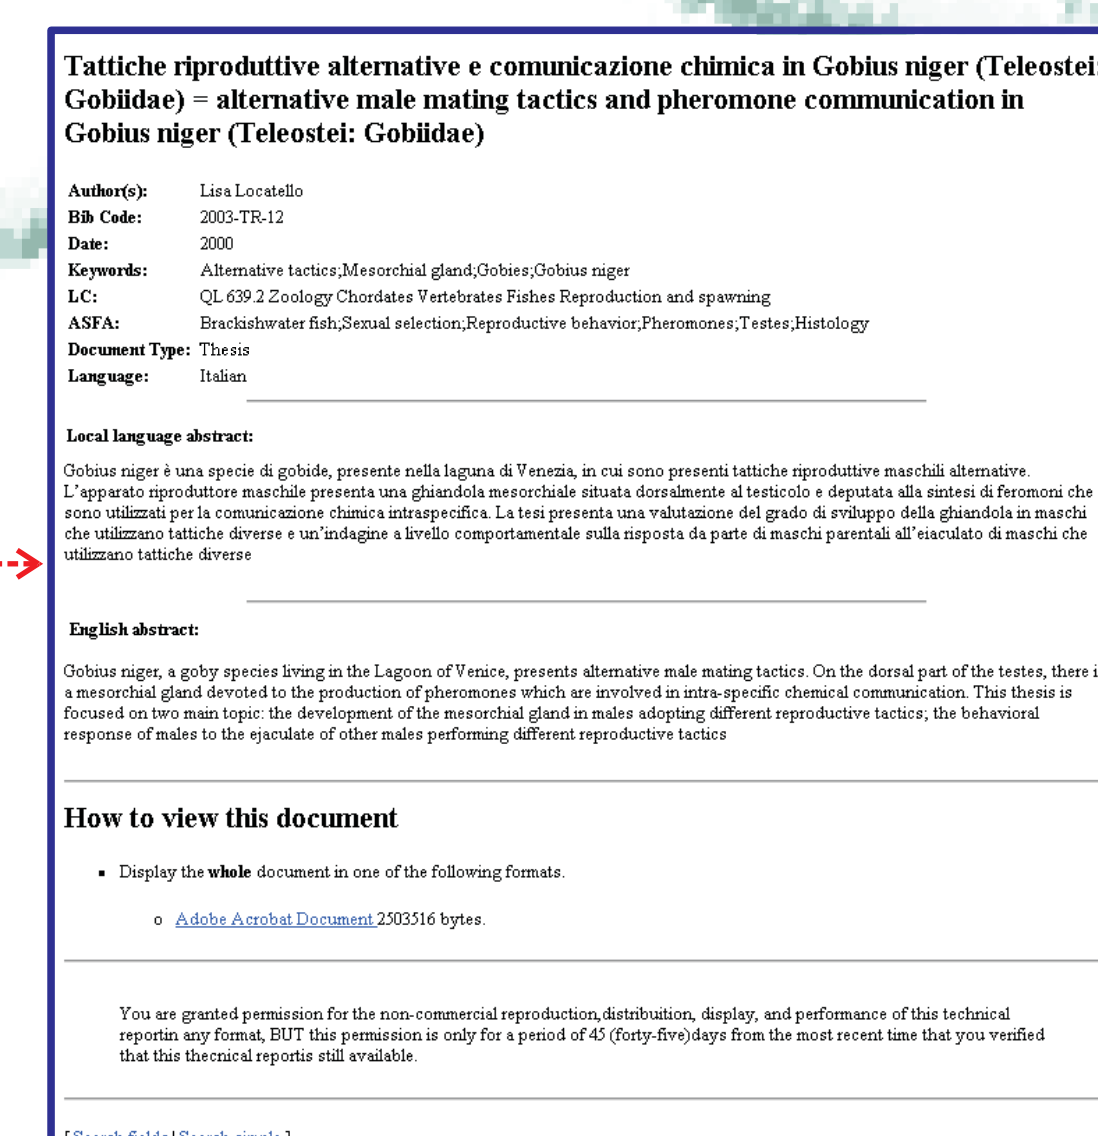 Tattiche riproduttive alternative e comunicazione chimica in Gobius niger (Teleostei:
Gobiidae) = alternative male mating tactics and pheromone communication in
Gobius niger (Teleostei: Gobiidae)
Author(s): Lisa Locatello
Bib Code: 2003-TR-12
Date: 2000
Keywords: Alternative tactics;Mesorchial gland;Gobies;Gobius niger
LC: QL 639.2 Zoology Chordates Vertebrates Fishes Reproduction and spawning
ASFA: Brackishwater fish;Sexual selection;Reproductive behavior;Pheromones;Testes;Histology
Document Type: Thesis
Language: Italian
Local language abstract:
Gobius niger è una specie di gobide, presente nella laguna di Venezia, in cui sono presenti tattiche riproduttive maschili alternative.
L'apparato riproduttore maschile presenta una ghiandola mesorchiale situata dorsalmente al testicolo e deputata alla sintesi di feromoni che
sono utilizzati per la comunicazione chimica intraspecifica. La tesi presenta una valutazione del grado di sviluppo della ghiandola in maschi
che utilizzano tattiche diverse e un'indagine a livello comportamentale sulla risposta da parte di maschi parentali all'eiaculato di maschi che
utilizzano tattiche diverse
English abstract:
Gobius niger, a goby species living in the Lagoon of Venice, presents alternative male mating tactics. On the dorsal part of the testes, there i
a mesorchial gland devoted to the production of pheromones which are involved in intra-specific chemical communication. This thesis is
focused on two main topic: the development of the mesorchial gland in males adopting different reproductive tactics; the behavioral
response of males to the ejaculate of other males performing different reproductive tactics
How to view this document
Display the whole document in one of the following formats.
Adobe Acrobat Document 2503516 bytes.
You are granted permission for the non-commercial reproduction,distribuition, display, and performance of this technical
reportin any format, BUT this permission is only for a period of 45 (forty-five)days from the most recent time that you verified
that this thecnical reportis still available.
[ Search fields | Search simple ]